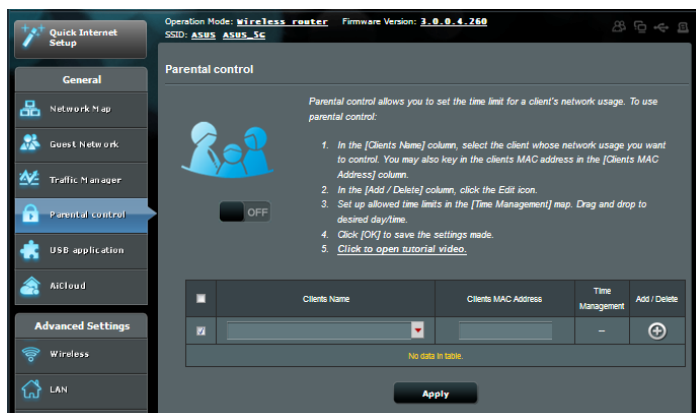 Quick Internet
Setup
Operation Mode: Wireless router Firmware Version: 3.0.0.4.260
SSID: ASUS ASUS_5G
General
Network Map
Guest Network
Traffic Manager
Parental control
USB application
AiCloud
Advanced Settings
Wireless
LAN
Parental control
Parental control allows you to set the time limit for a client's network usage. To use
parental control:
1. In the [Clients Name] column, select the client whose network usage you want
to control. You may also key in the clients MAC address in the [Clients MAC
Address] column.
2. In the [Add / Delete] column, click the Edit icon.
3. Set up allowed time limits in the [Time Management] map. Drag and drop to
desired day/time.
4. Click [OK] to save the settings made.
5. Click to open tutorial video.
OFF
Clients Name Clients MAC Address Time
Management Add / Delete
–
No data in table.
Apply